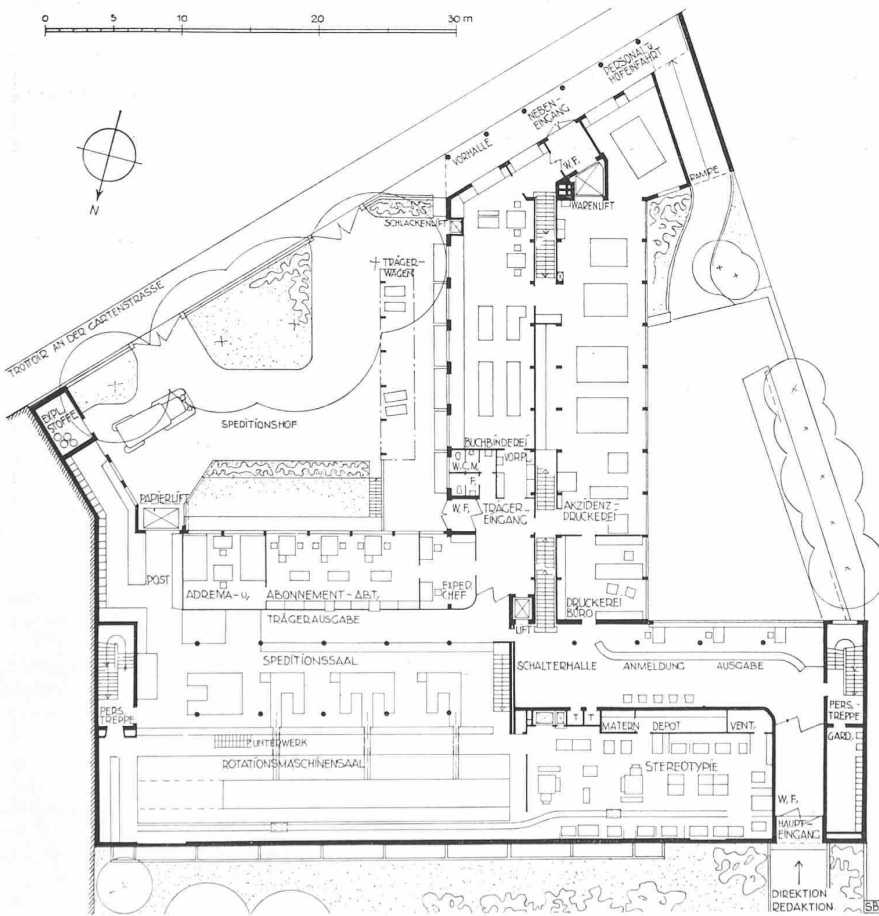 0 5 10 20 30 m
N
TROTTOIR AN DER GARTENSTRASSE
VORHALLE
NEBEN-
EINGANG
PERSONAL- U
HOFEINFAHRT
W.F.
WARENLIFT
RAMPE
SCHLACKENLIFT
TRÄGER-
WAGEN
EXPL.
STOFFE
SPEDITIONSHOF
BUCHBINDEREI
W.C.M.
VORPL.
F.
W.F.
TRÄGER-
EINGANG
AKZIDENZ-
DRUCKEREI
PAPIERLIFT
POST
ADREMA- U.
ABONNEMENT-ABT.
EXPED.
CHEF
DRUCKEREI
BÜRO
TRÄGERAUSGABE
LIFT
SPEDITIONSSAAL
SCHALTERHALLE
ANMELDUNG
AUSGABE
PERS.
TREPPE
PERS.-
TREPPE
UNTERWERK
ROTATIONSMASCHINENSAAL
T T
MATERN
DEPOT
VENT.
GARD.
STEREOTYPIE
W.F.
HAUPT-
EINGANG
DIREKTION
REDAKTION
SB